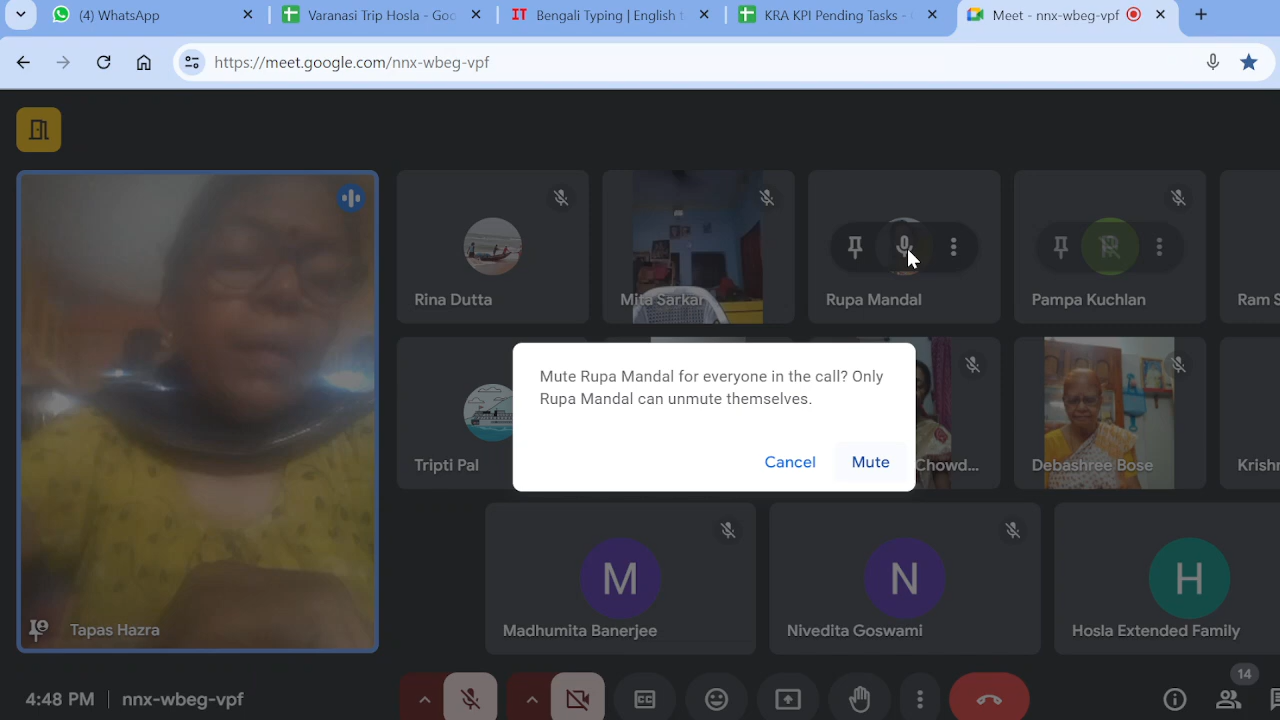 (4) WhatsApp
Varanasi Trip Hosla - Goo
IT Bengali Typing | English t
KRA KPI Pending Tasks -
Meet - nnx-wbeg-vpf
https://meet.google.com/nnx-wbeg-vpf
Rina Dutta
Mita Sarkar
Rupa Mandal
Pampa Kuchlan
Ram S
Mute Rupa Mandal for everyone in the call? Only
Rupa Mandal can unmute themselves.
Cancel
Mute
Tripti Pal
Chowd...
Debashree Bose
Krishn
Tapas Hazra
M
Madhumita Banerjee
N
Nivedita Goswami
H
Hosla Extended Family
4:48 PM | nnx-wbeg-vpf
14